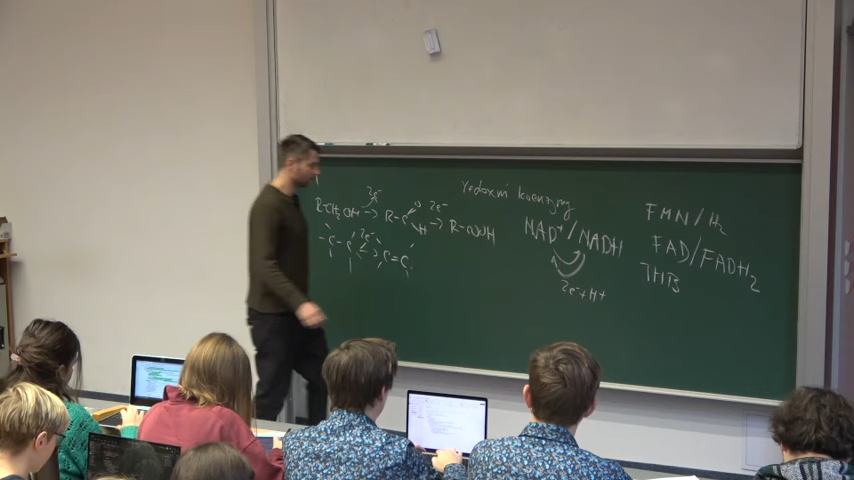 redoxní koenzymy
2e⁻ 2e⁻
R-CH₂OH → R-C O H → R-COOH
2e⁻
-C-C- → C=C
NAD⁺/NADH
2e⁻+H⁺
FMN/H₂
FAD/FADH₂
THB